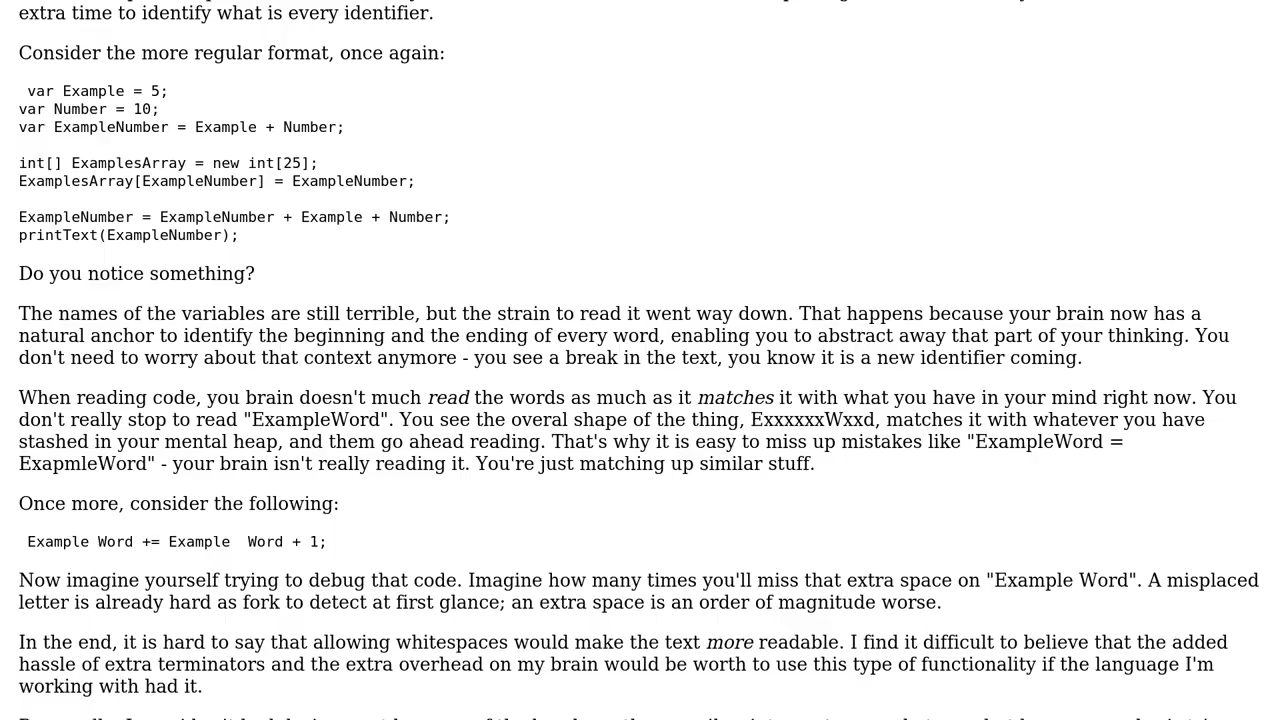 extra time to identify what is every identifier.
Consider the more regular format, once again:
var Example = 5;
var Number = 10;
var ExampleNumber = Example + Number;
int[] ExamplesArray = new int[25];
ExamplesArray[ExampleNumber] = ExampleNumber;
ExampleNumber = ExampleNumber + Example + Number;
printText(ExampleNumber);
Do you notice something?
The names of the variables are still terrible, but the strain to read it went way down. That happens because your brain now has a
natural anchor to identify the beginning and the ending of every word, enabling you to abstract away that part of your thinking. You
don't need to worry about that context anymore - you see a break in the text, you know it is a new identifier coming.
When reading code, you brain doesn't much read the words as much as it matches it with what you have in your mind right now. You
don't really stop to read "ExampleWord". You see the overal shape of the thing, ExxxxxxWxxd, matches it with whatever you have
stashed in your mental heap, and them go ahead reading. That's why it is easy to miss up mistakes like "ExampleWord =
ExapmleWord" - your brain isn't really reading it. You're just matching up similar stuff.
Once more, consider the following:
Example Word += Example  Word + 1;
Now imagine yourself trying to debug that code. Imagine how many times you'll miss that extra space on "Example Word". A misplaced
letter is already hard as fork to detect at first glance; an extra space is an order of magnitude worse.
In the end, it is hard to say that allowing whitespaces would make the text more readable. I find it difficult to believe that the added
hassle of extra terminators and the extra overhead on my brain would be worth to use this type of functionality if the language I'm
working with had it.